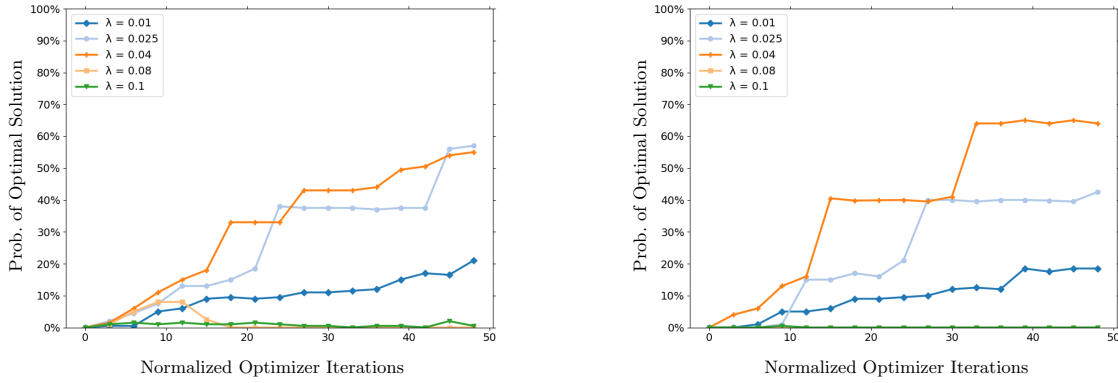 100%
90%
80%
70%
60%
50%
40%
30%
20%
10%
0%
Prob. of Optimal Solution
λ = 0.01
λ = 0.025
λ = 0.04
λ = 0.08
λ = 0.1
0 10 20 30 40 50
Normalized Optimizer Iterations
100%
90%
80%
70%
60%
50%
40%
30%
20%
10%
0%
Prob. of Optimal Solution
λ = 0.01
λ = 0.025
λ = 0.04
λ = 0.08
λ = 0.1
0 10 20 30 40 50
Normalized Optimizer Iterations